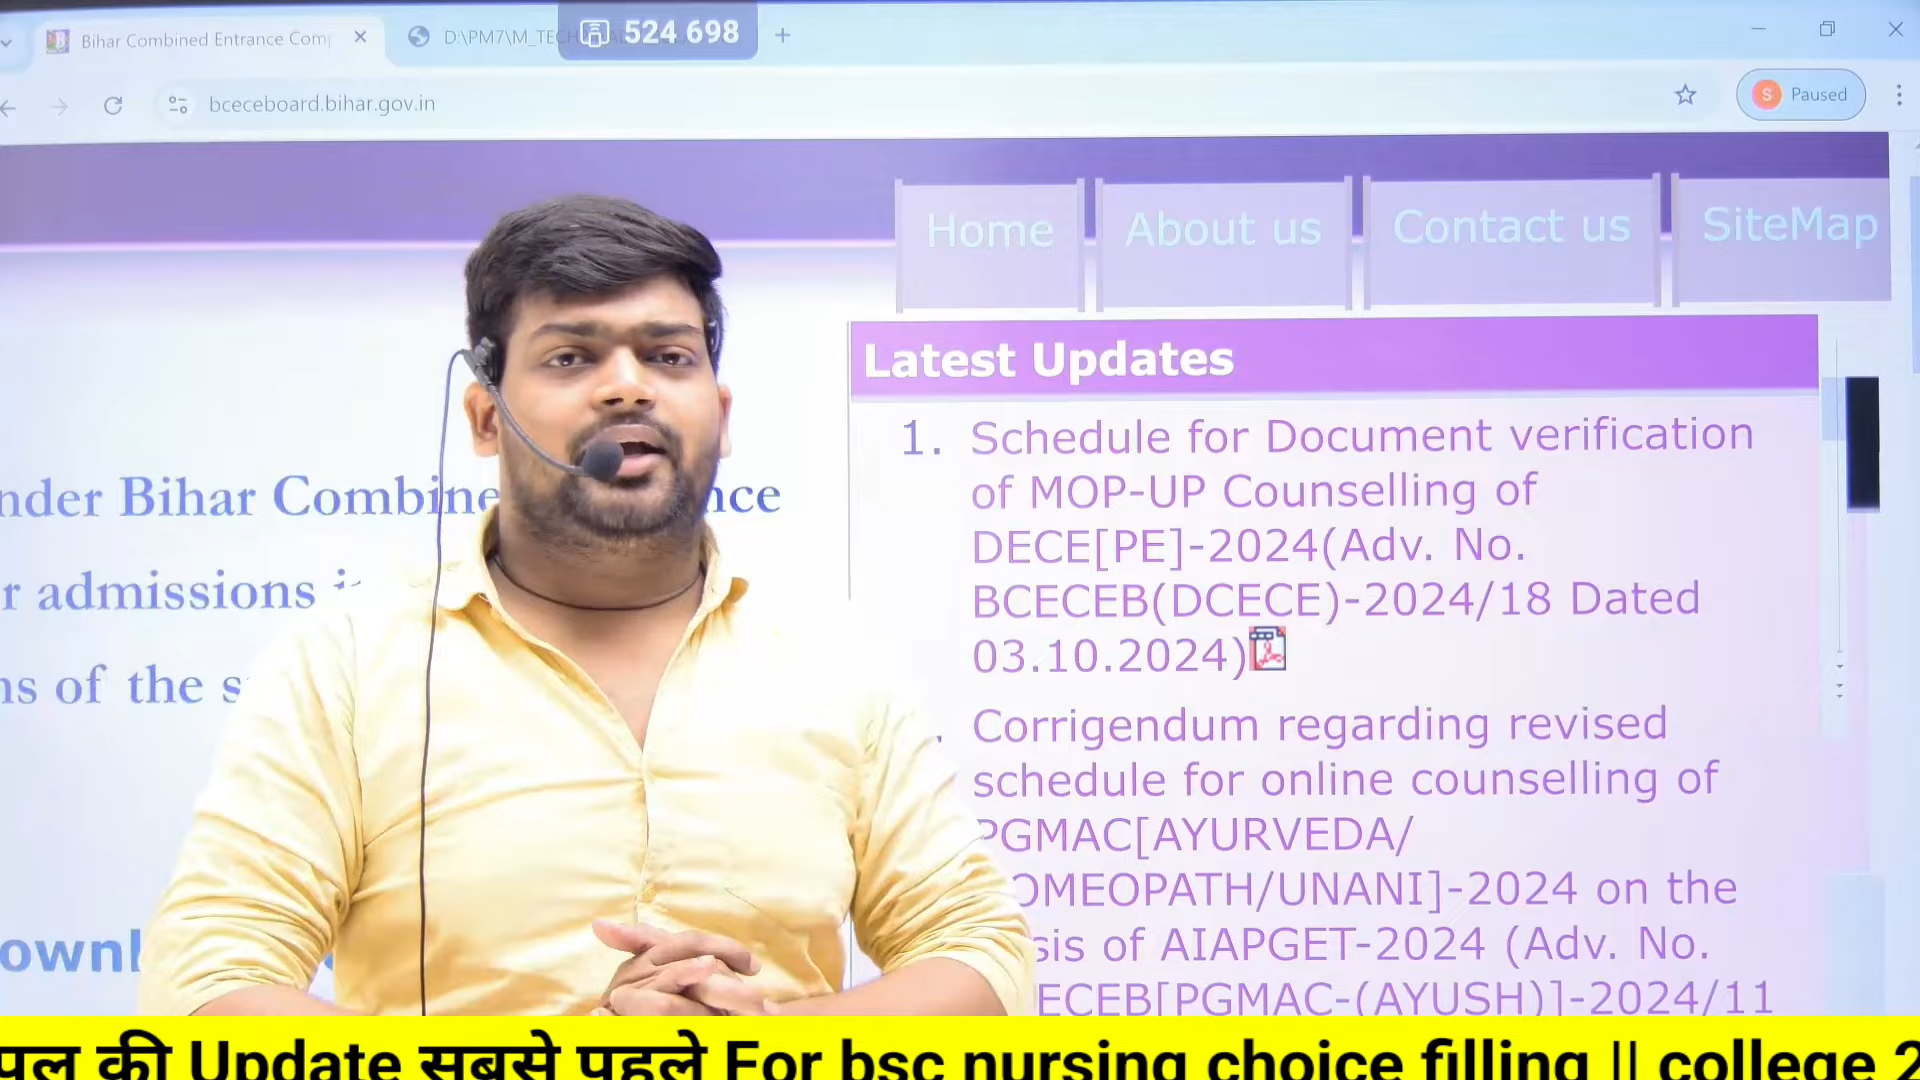 Bihar Combined Entrance Com
D:\PM7\M_TEC
524 698
bceceboard.bihar.gov.in
S Paused
Home
About us
Contact us
SiteMap
Latest Updates
1. Schedule for Document verification
of MOP-UP Counselling of
DECE[PE]-2024(Adv. No.
BCECEB(DCECE)-2024/18 Dated
03.10.2024)
Corrigendum regarding revised
schedule for online counselling of
PGMAC[AYURVEDA/
OMEOPATH/UNANI]-2024 on the
sis of AIAPGET-2024 (Adv. No.
ECEB[PGMAC-(AYUSH)]-2024/11
nder Bihar Combine nce
r admissions i
ns of the s
ownl
पल की Update सबसे पहले For bsc nursing choice filling || college 2